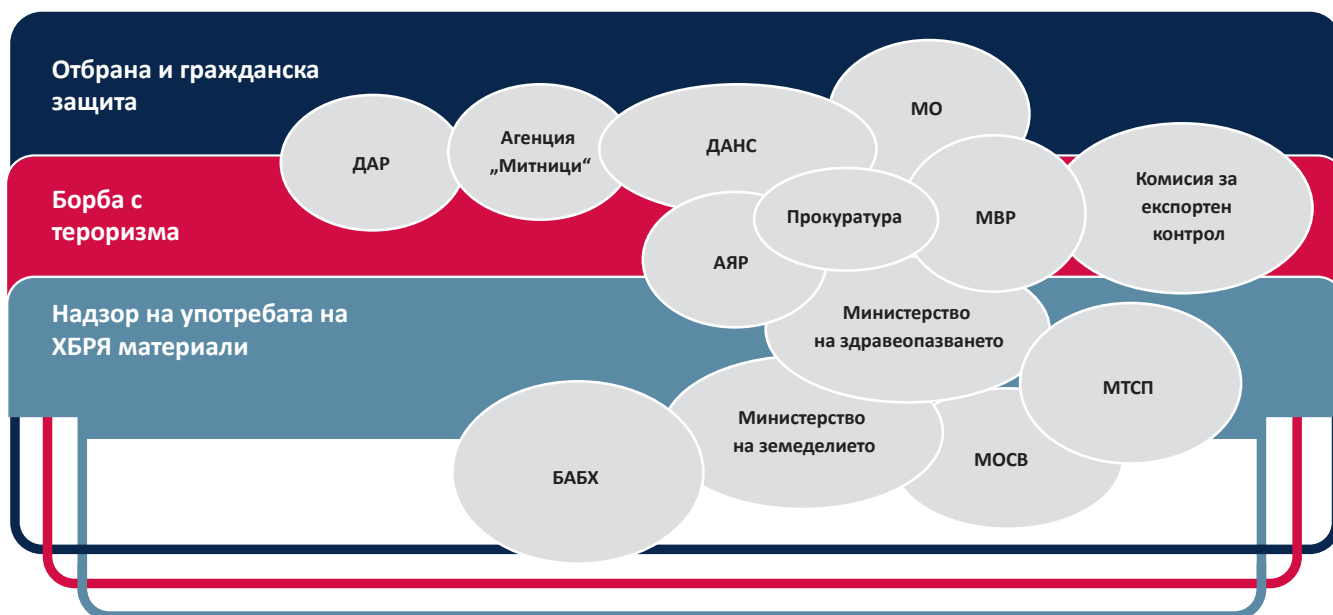 Отбрана и гражданска
защита
МО
ДАР
Агенция
„Митници“
ДАНС
Борба с
тероризма
Прокуратура
МВР
Комисия за
експортен
контрол
АЯР
Надзор на употребата на
ХБРЯ материали
Министерство
на здравеопазването
МТСП
Министерство
на земеделието
МОСВ
БАБХ